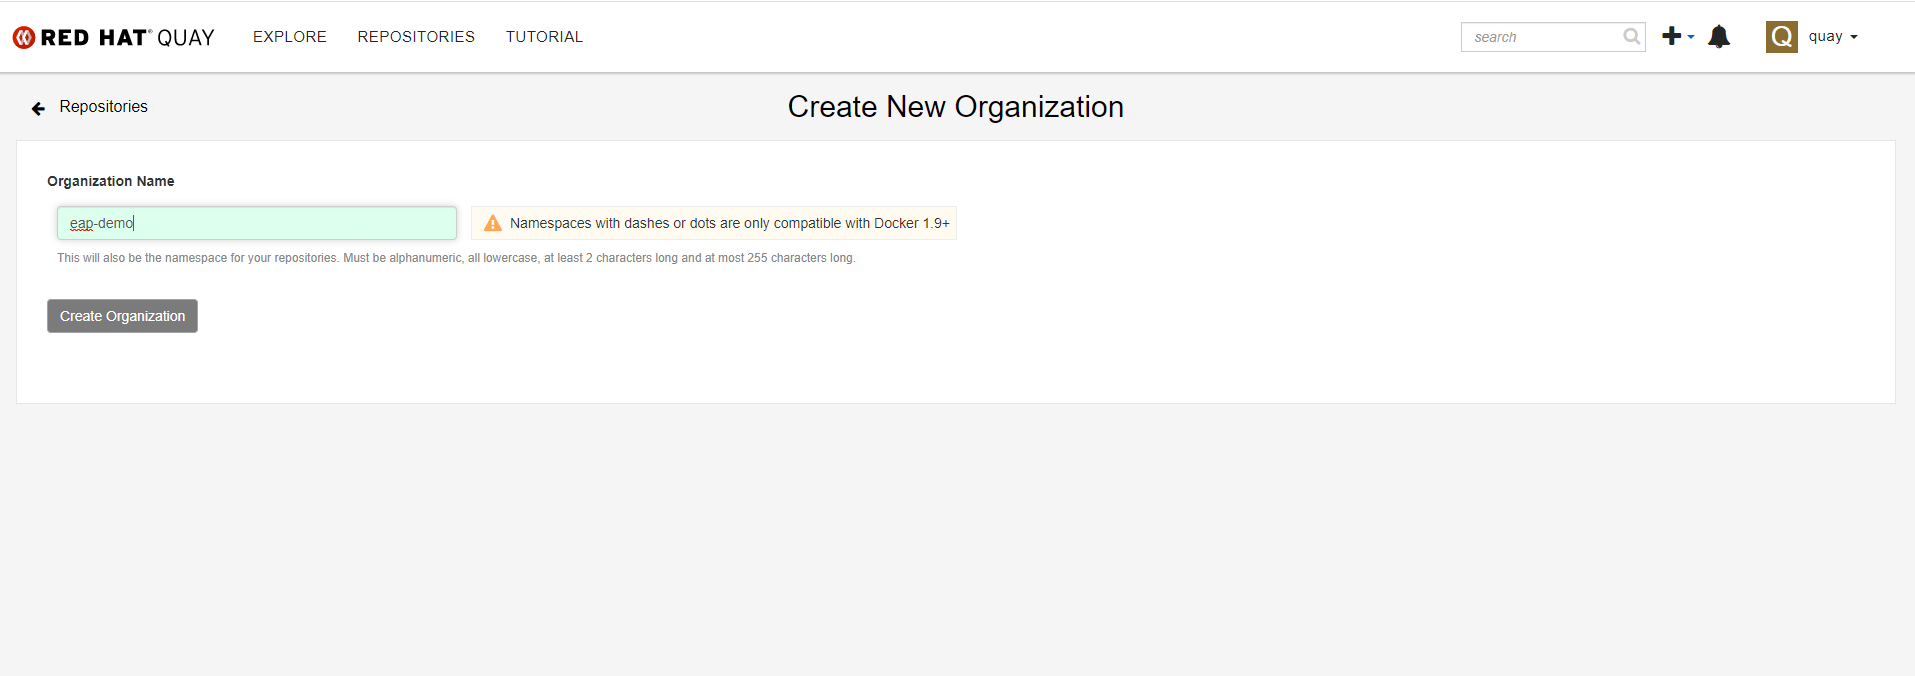 RED HAT® QUAY EXPLORE REPOSITORIES TUTORIAL search Q quay
Repositories Create New Organization
Organization Name
eap-demo Namespaces with dashes or dots are only compatible with Docker 1.9+
This will also be the namespace for your repositories. Must be alphanumeric, all lowercase, at least 2 characters long and at most 255 characters long.
Create Organization